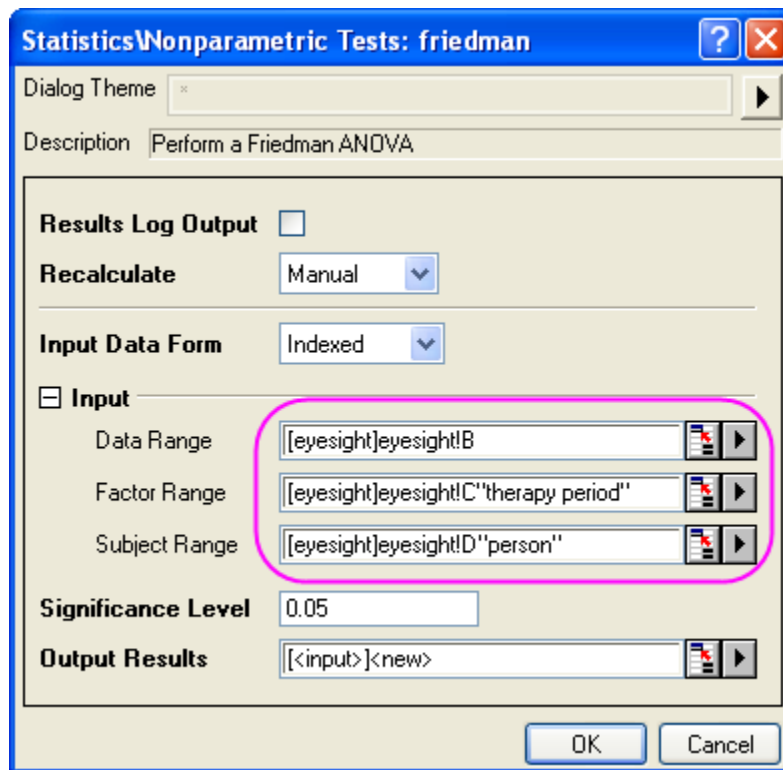 Statistics\Nonparametric Tests: friedman
Dialog Theme *
Description Perform a Friedman ANOVA
Results Log Output
Recalculate Manual
Input Data Form Indexed
Input
Data Range [eyesight]eyesight!B
Factor Range [eyesight]eyesight!C"therapy period"
Subject Range [eyesight]eyesight!D"person"
Significance Level 0.05
Output Results [<input>]<new>
OK Cancel